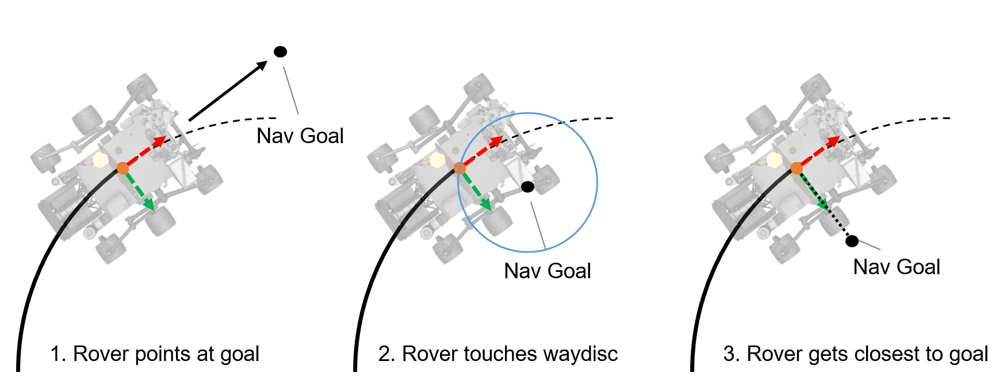 Nav Goal
Nav Goal
Nav Goal
1. Rover points at goal
2. Rover touches waydisc
3. Rover gets closest to goal